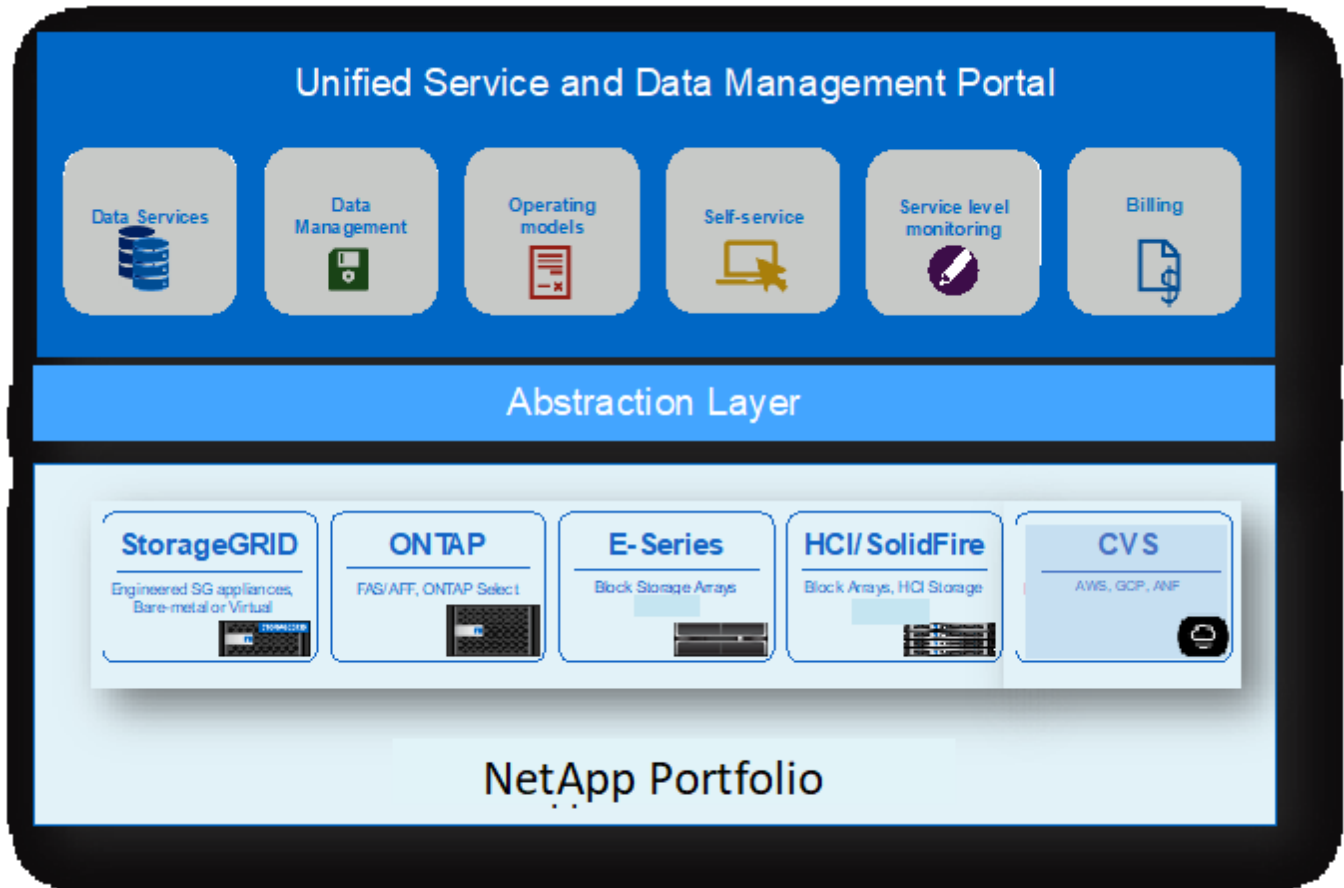 Unified Service and Data Management Portal
Data Services
Data
Management
Operating
models
Self-service
Service level
monitoring
Billing
Abstraction Layer
StorageGRID
Engineered SG appliances,
Bare-metal or Virtual
ONTAP
FAS/AFF, ONTAP Select
E-Series
Block Storage Arrays
HCI/SolidFire
Block Arrays, HCI Storage
CVS
AWS, GCP, ANF
NetApp Portfolio